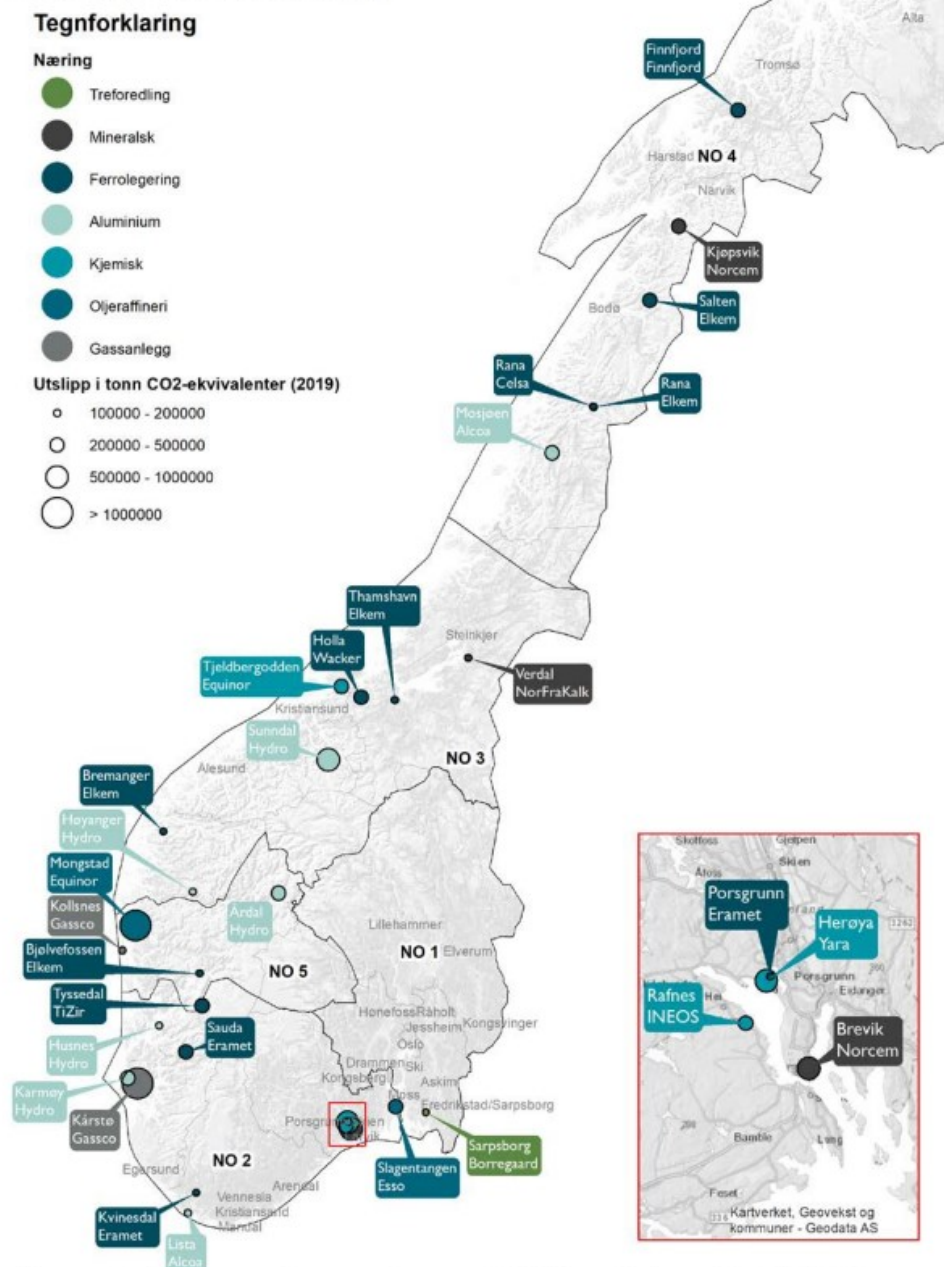 Tegnforklaring
Næring
Treforedling
Mineralsk
Ferrolegering
Aluminium
Kjemisk
Oljeraffineri
Gassanlegg
Utslipp i tonn CO2-ekvivalenter (2019)
100000 - 200000
200000 - 500000
500000 - 1000000
> 1000000
Alta
Finnfjord
Finnfjord
Tromsø
Harstad
NO 4
Narvik
Kjøpsvik
Norcem
Bodø
Salten
Elkem
Rana
Celsa
Rana
Elkem
Mosjøen
Alcoa
Thamshavn
Elkem
Holla
Wacker
Steinkjer
Tjeldbergodden
Equinor
Verdal
NorFraKalk
Kristiansund
Sunndal
Hydro
NO 3
Ålesund
Bremanger
Elkem
Høyanger
Hydro
Mongstad
Equinor
Kollsnes
Gassco
Årdal
Hydro
Lillehammer
NO 1
Elverum
Bjølvefossen
Elkem
NO 5
Tyssedal
TiZir
Hønefoss
Råholt
Jessheim
Kongsvinger
Oslo
Sauda
Eramet
Husnes
Hydro
Drammen
Ski
Kongsberg
Askim
Karmøy
Hydro
Moss
Fredrikstad/Sarpsborg
Kårstø
Gassco
Sarpsborg
Borregaard
Egersund
NO 2
Slagentangen
Esso
Arendal
Vennesla
Kristiansand
Mandal
Kvinesdal
Eramet
Lista
Alcoa
Skotfoss
Gjerpen
Skien
Åfoss
Porsgrunn
Eramet
Herøya
Yara
3262
Porsgrunn
Eidanger
Rafnes
INEOS
Brevik
Norcem
Bamble
Kartverket, Geovekst og
kommuner - Geodata AS